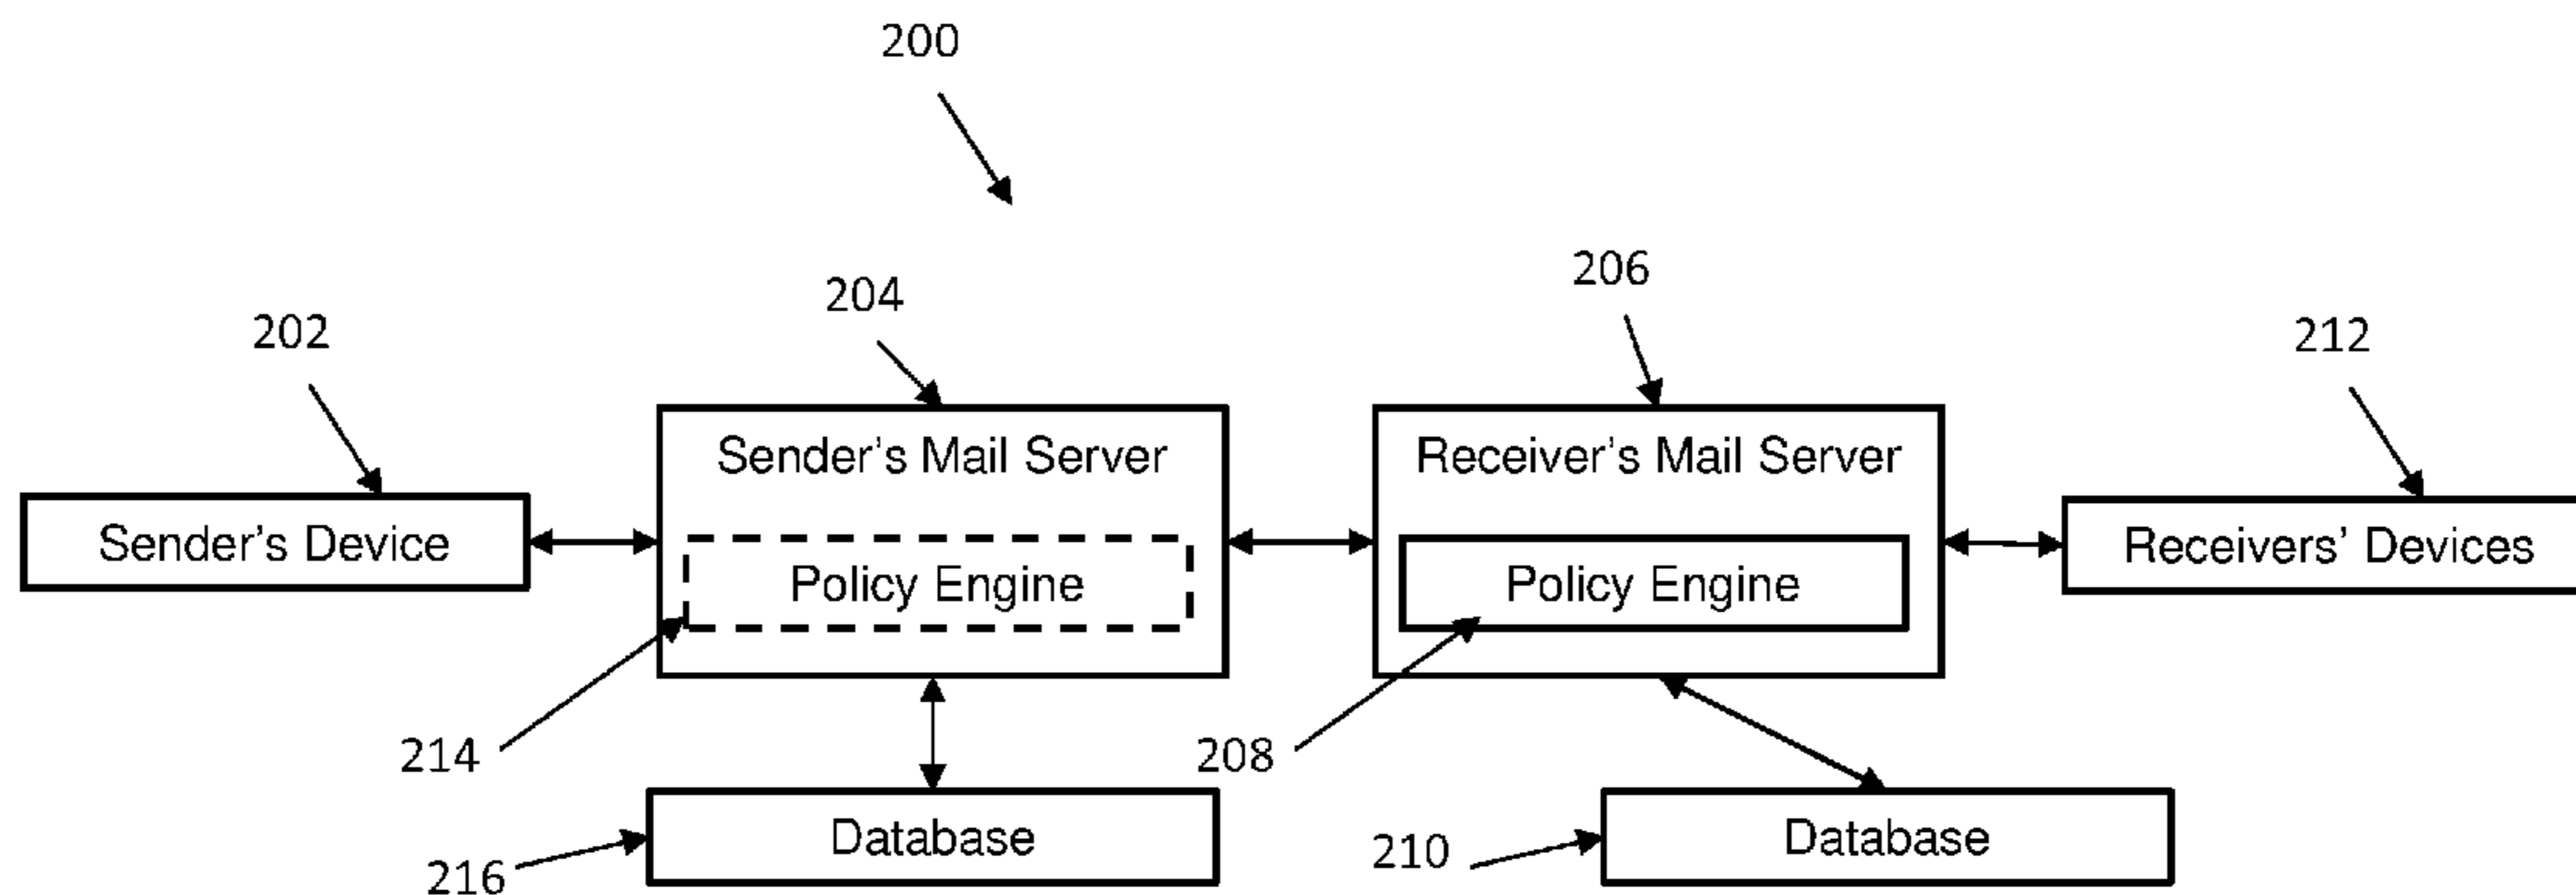 200
206
204
202
212
Sender's Mail Server
Receiver's Mail Server
Sender's Device
Receivers' Devices
Policy Engine
Policy Engine
214
208
Database
Database
216
210